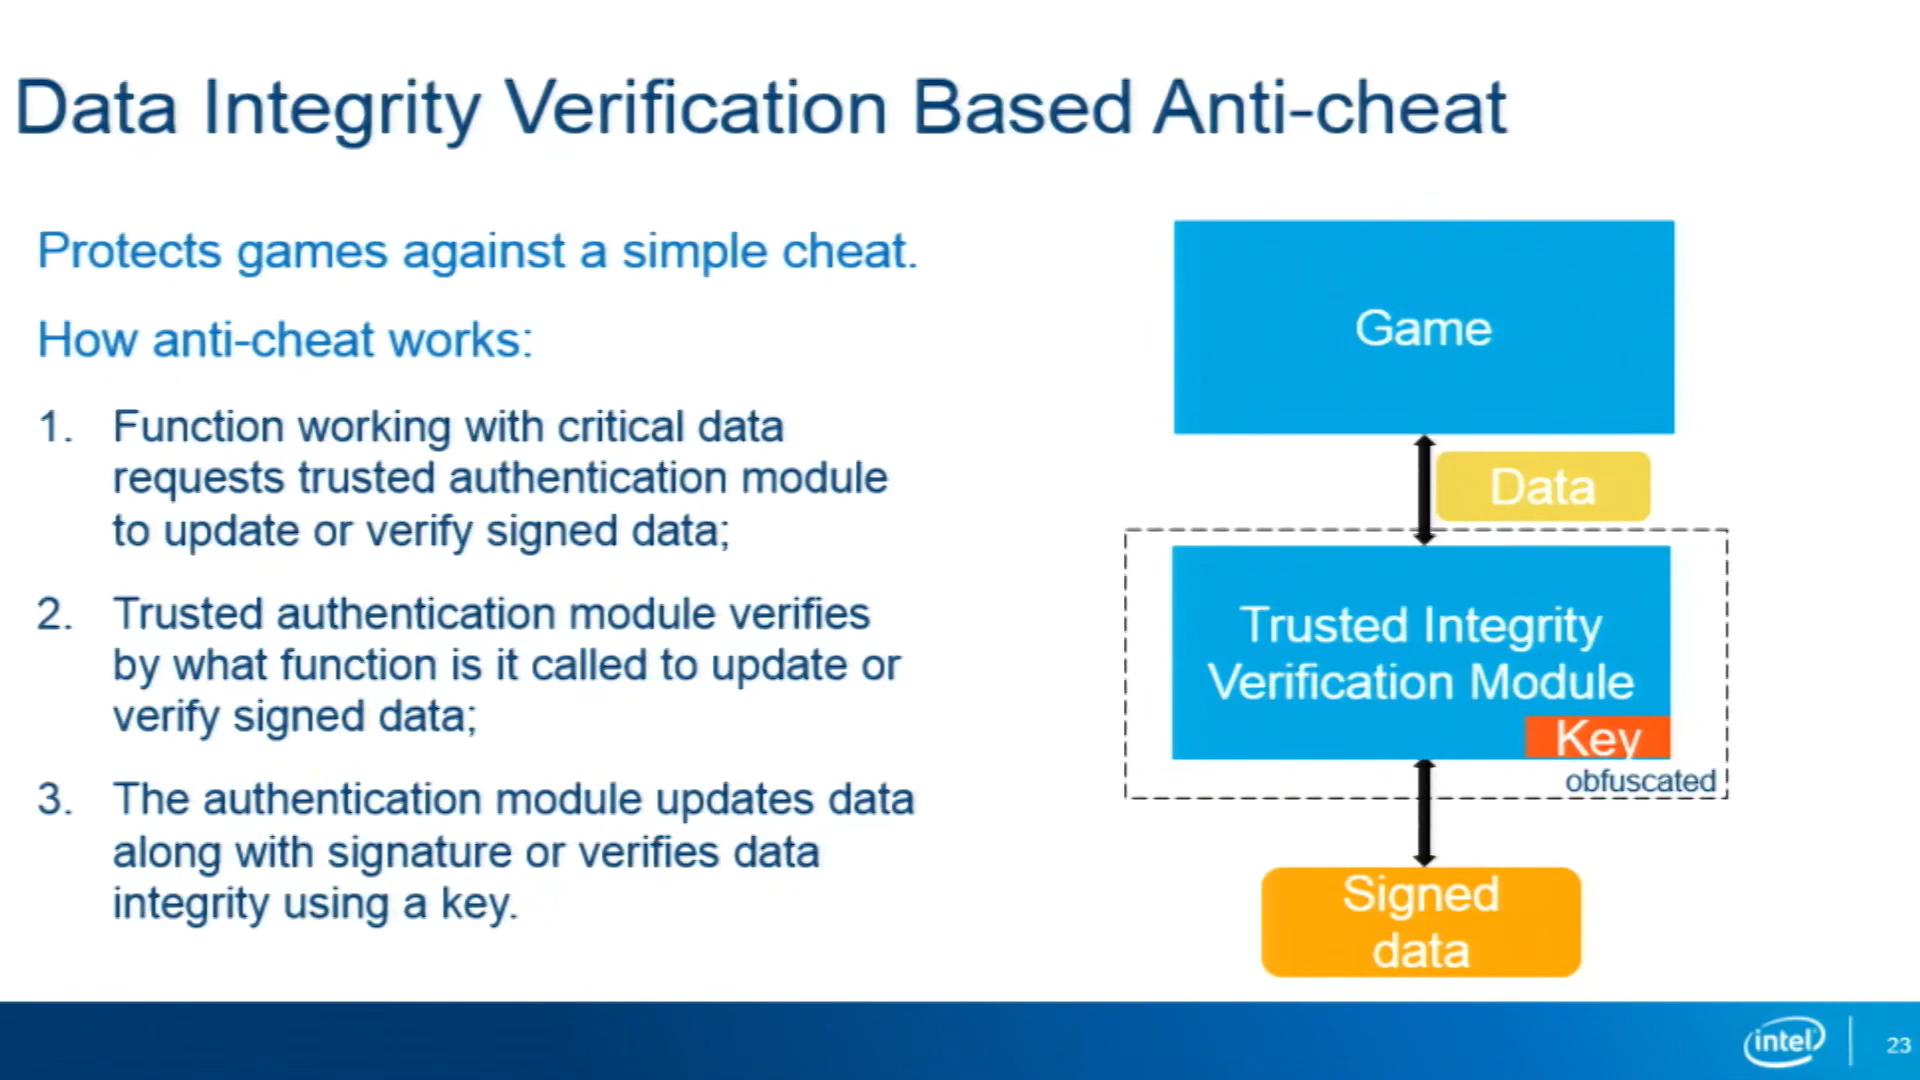 Data Integrity Verification Based Anti-cheat
Protects games against a simple cheat.
How anti-cheat works:
1. Function working with critical data
requests trusted authentication module
to update or verify signed data;
2. Trusted authentication module verifies
by what function is it called to update or
verify signed data;
3. The authentication module updates data
along with signature or verifies data
integrity using a key.
Game
Data
Trusted Integrity
Verification Module
Key
obfuscated
Signed
data
intel
23